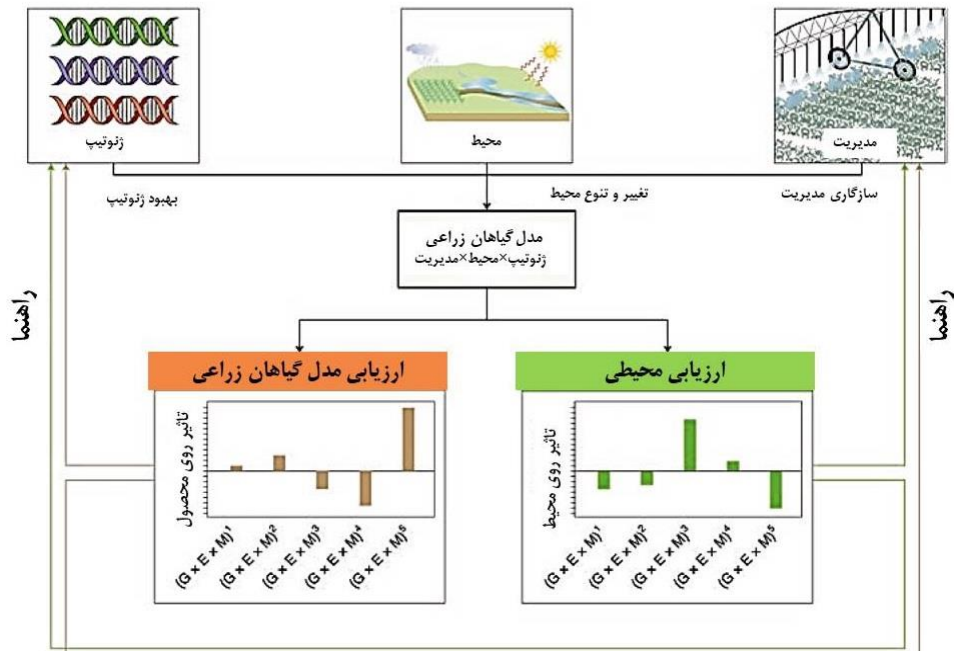 ژنوتیپ
محیط
مدیریت
بهبود ژنوتیپ
تغییر و تنوع محیط
سازگاری مدیریت
مدل گیاهان زراعی
ژنوتیپ×محیط×مدیریت
راهنما
راهنما
ارزیابی مدل گیاهان زراعی
تاثیر روی محصول
(G × E × M)¹
(G × E × M)²
(G × E × M)³
(G × E × M)⁴
(G × E × M)⁵
ارزیابی محیطی
تاثیر روی محیط
(G × E × M)¹
(G × E × M)²
(G × E × M)³
(G × E × M)⁴
(G × E × M)⁵